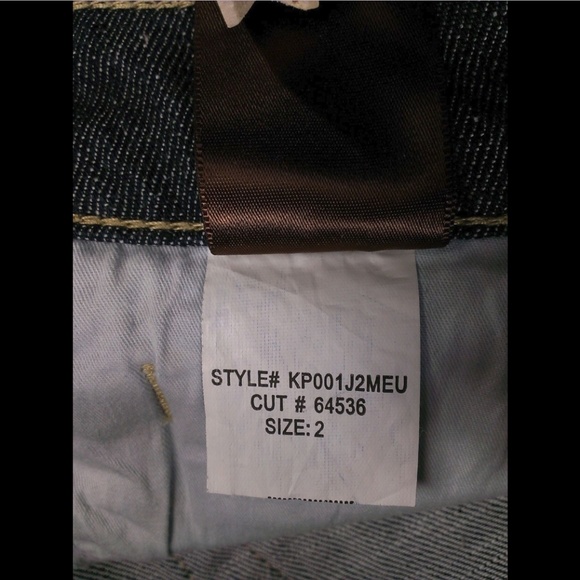 STYLE# KP001J2MEU
CUT # 64536
SIZE: 2